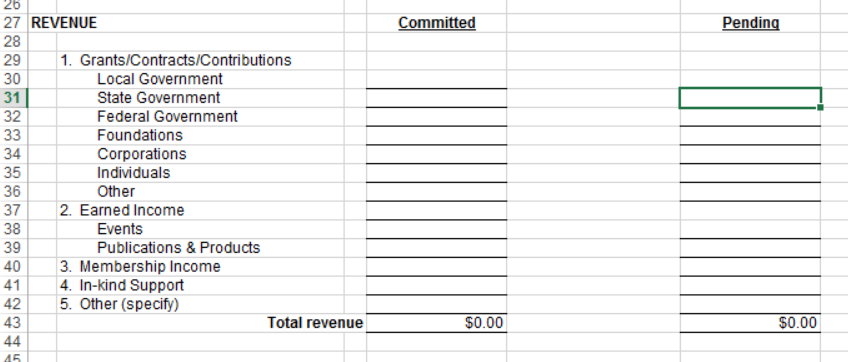 26
27 REVENUE Committed Pending
28
29 1. Grants/Contracts/Contributions
30 Local Government
31 State Government
32 Federal Government
33 Foundations
34 Corporations
35 Individuals
36 Other
37 2. Earned Income
38 Events
39 Publications & Products
40 3. Membership Income
41 4. In-kind Support
42 5. Other (specify)
43 Total revenue $0.00 $0.00
44
45